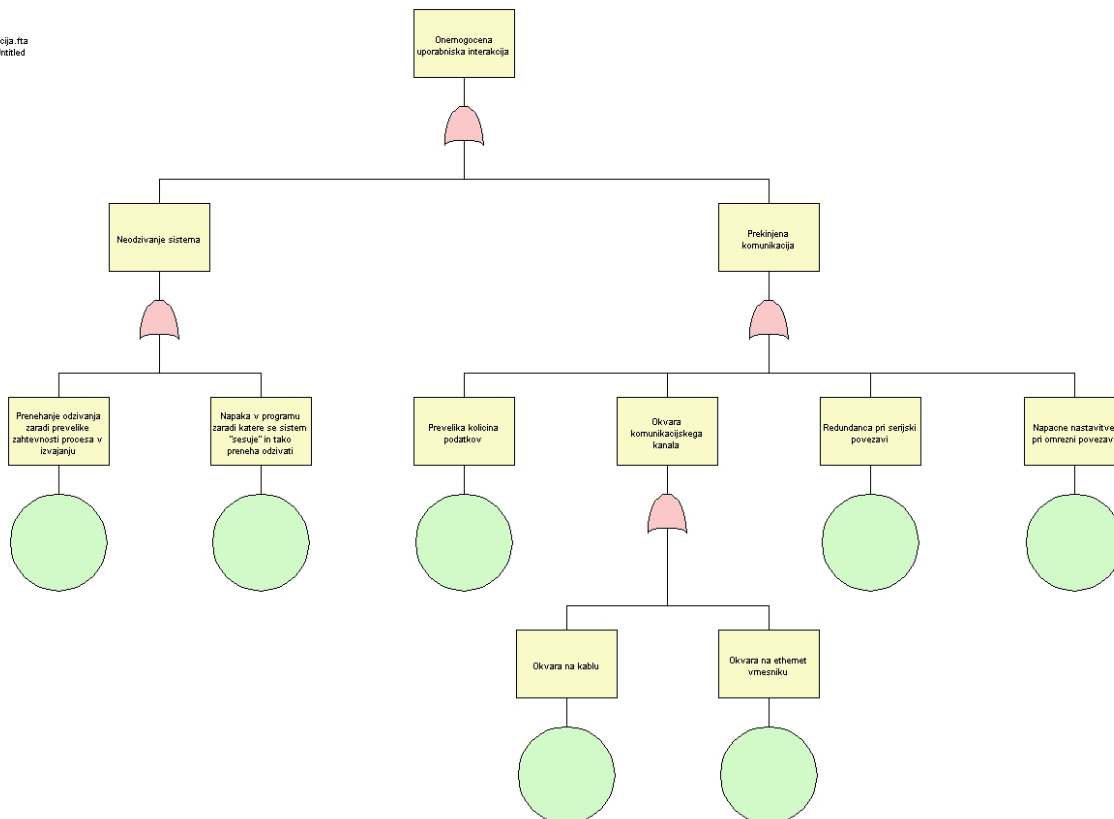 cija.fta
Untitled
Onemogocena
uporabniska interakcija
Neodzivanje sistema
Prekinjena
komunikacija
Prenehanje odzivanja
zaradi prevelike
zahtevnosti procesa v
izvajanju
Napaka v programu
zaradi katere se sistem
"sesuje" in tako
preneha odzivati
Prevelika kolicina
podatkov
Okvara
komunikacijskega
kanala
Redundanca pri serijski
povezavi
Napacne nastavitve
pri omrezni povezav
Okvara na kablu
Okvara na ethernet
vmesniku